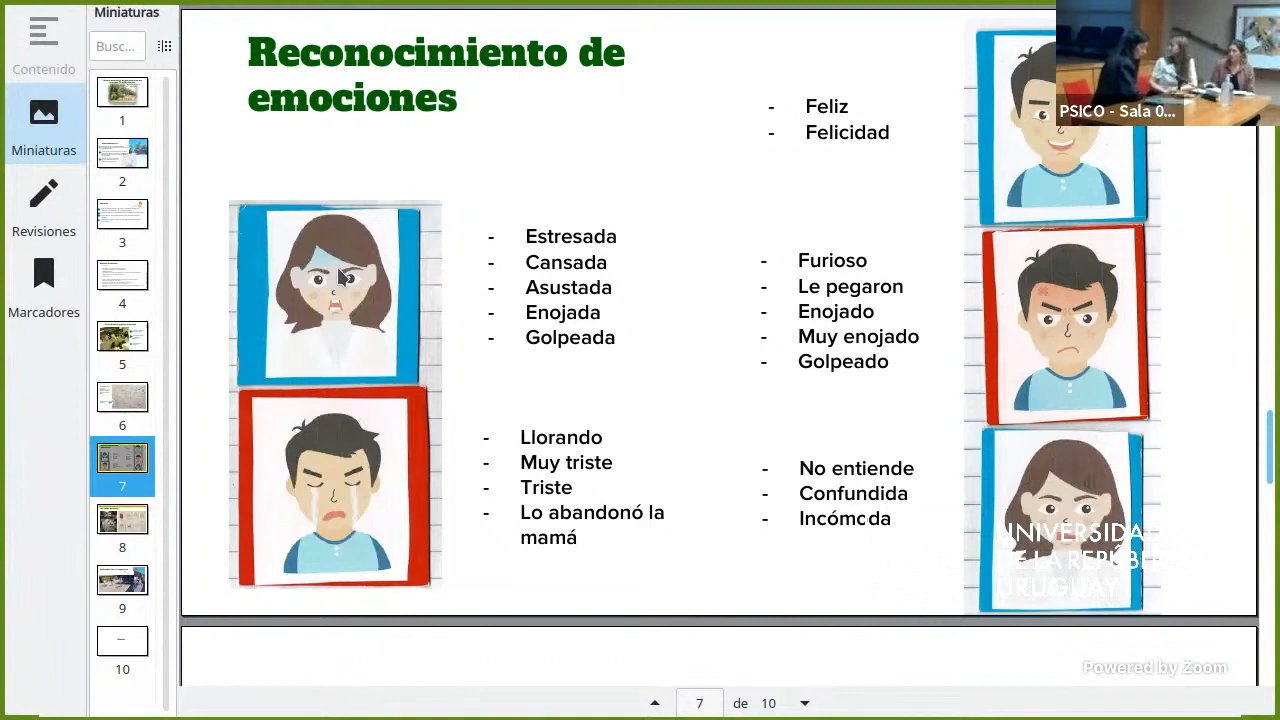 Miniaturas
Contenido
Busc...
Miniaturas
Revisiones
Marcadores
1
2
3
4
5
6
7
8
9
10
Reconocimiento de
emociones
- Feliz
- Felicidad
- Estresada
- Cansada
- Asustada
- Enojada
- Golpeada
- Furioso
- Le pegaron
- Enojado
- Muy enojado
- Golpeado
- Llorando
- Muy triste
- Triste
- Lo abandonó la
mamá
- No entiende
- Confundida
- Incómoda
PSICO - Sala 0...
DE LA
URUGUAY
Powered by Zoom
7 de 10